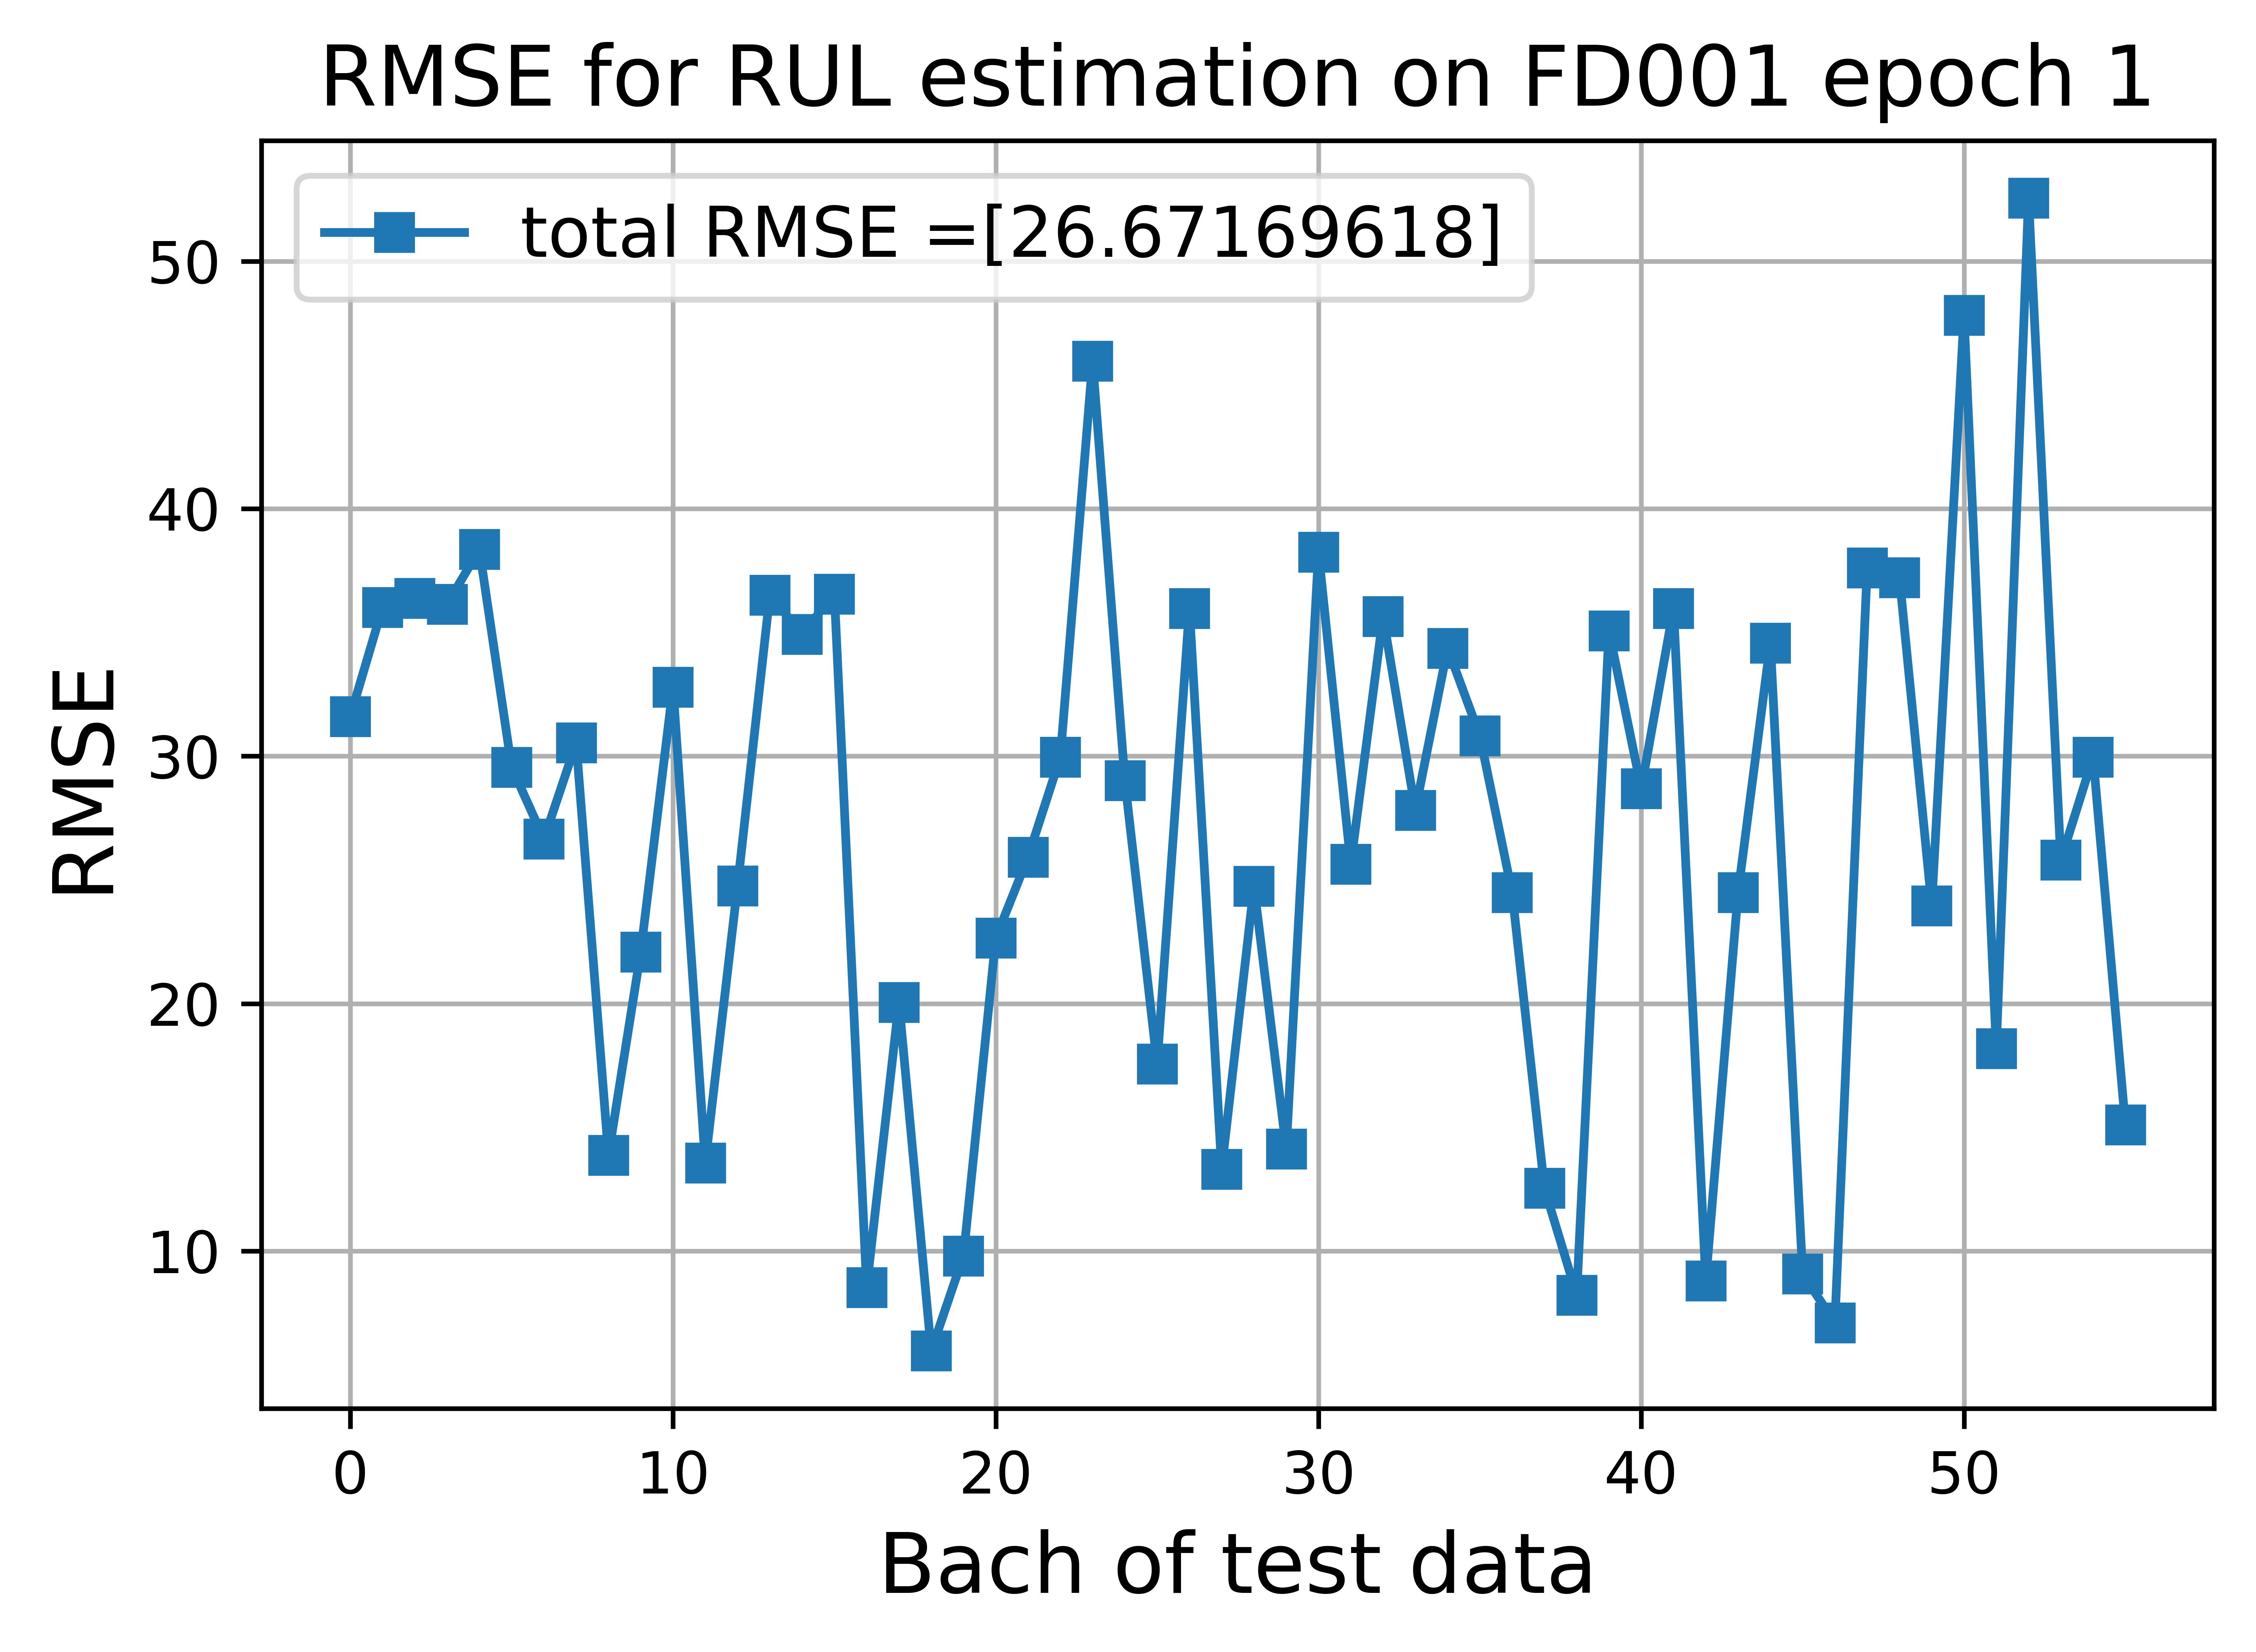 RMSE for RUL estimation on FD001 epoch 1
total RMSE =[26.67169618]
50
40
30
20
10
RMSE
0 10 20 30 40 50
Bach of test data